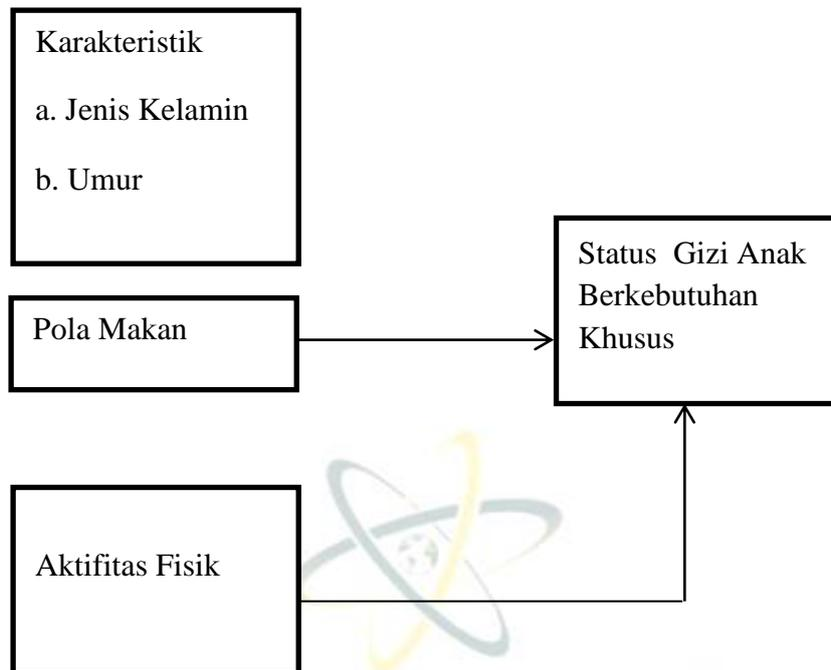 Karakteristik
a. Jenis Kelamin
b. Umur
Pola Makan
Status Gizi Anak
Berkebutuhan
Khusus
Aktifitas Fisik